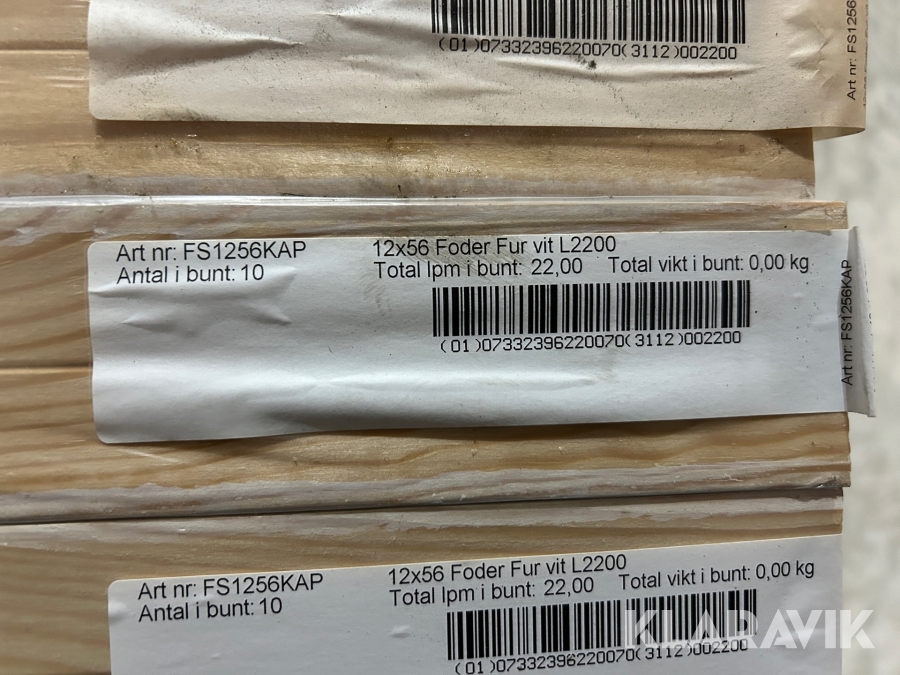 (01)07332396220070(3112)002200
Art nr: FS1256
Art nr: FS1256KAP
12x56 Foder Fur vit L2200
Antal i bunt: 10
Total lpm i bunt: 22,00
Total vikt i bunt: 0,00 kg
(01)07332396220070(3112)002200
Art nr: FS1256KAP
Art nr: FS1256KAP
12x56 Foder Fur vit L2200
Antal i bunt: 10
Total lpm i bunt: 22,00
Total vikt i bunt: 0,00 kg
(01)07332396220070(3112)002200
KLARAVIK